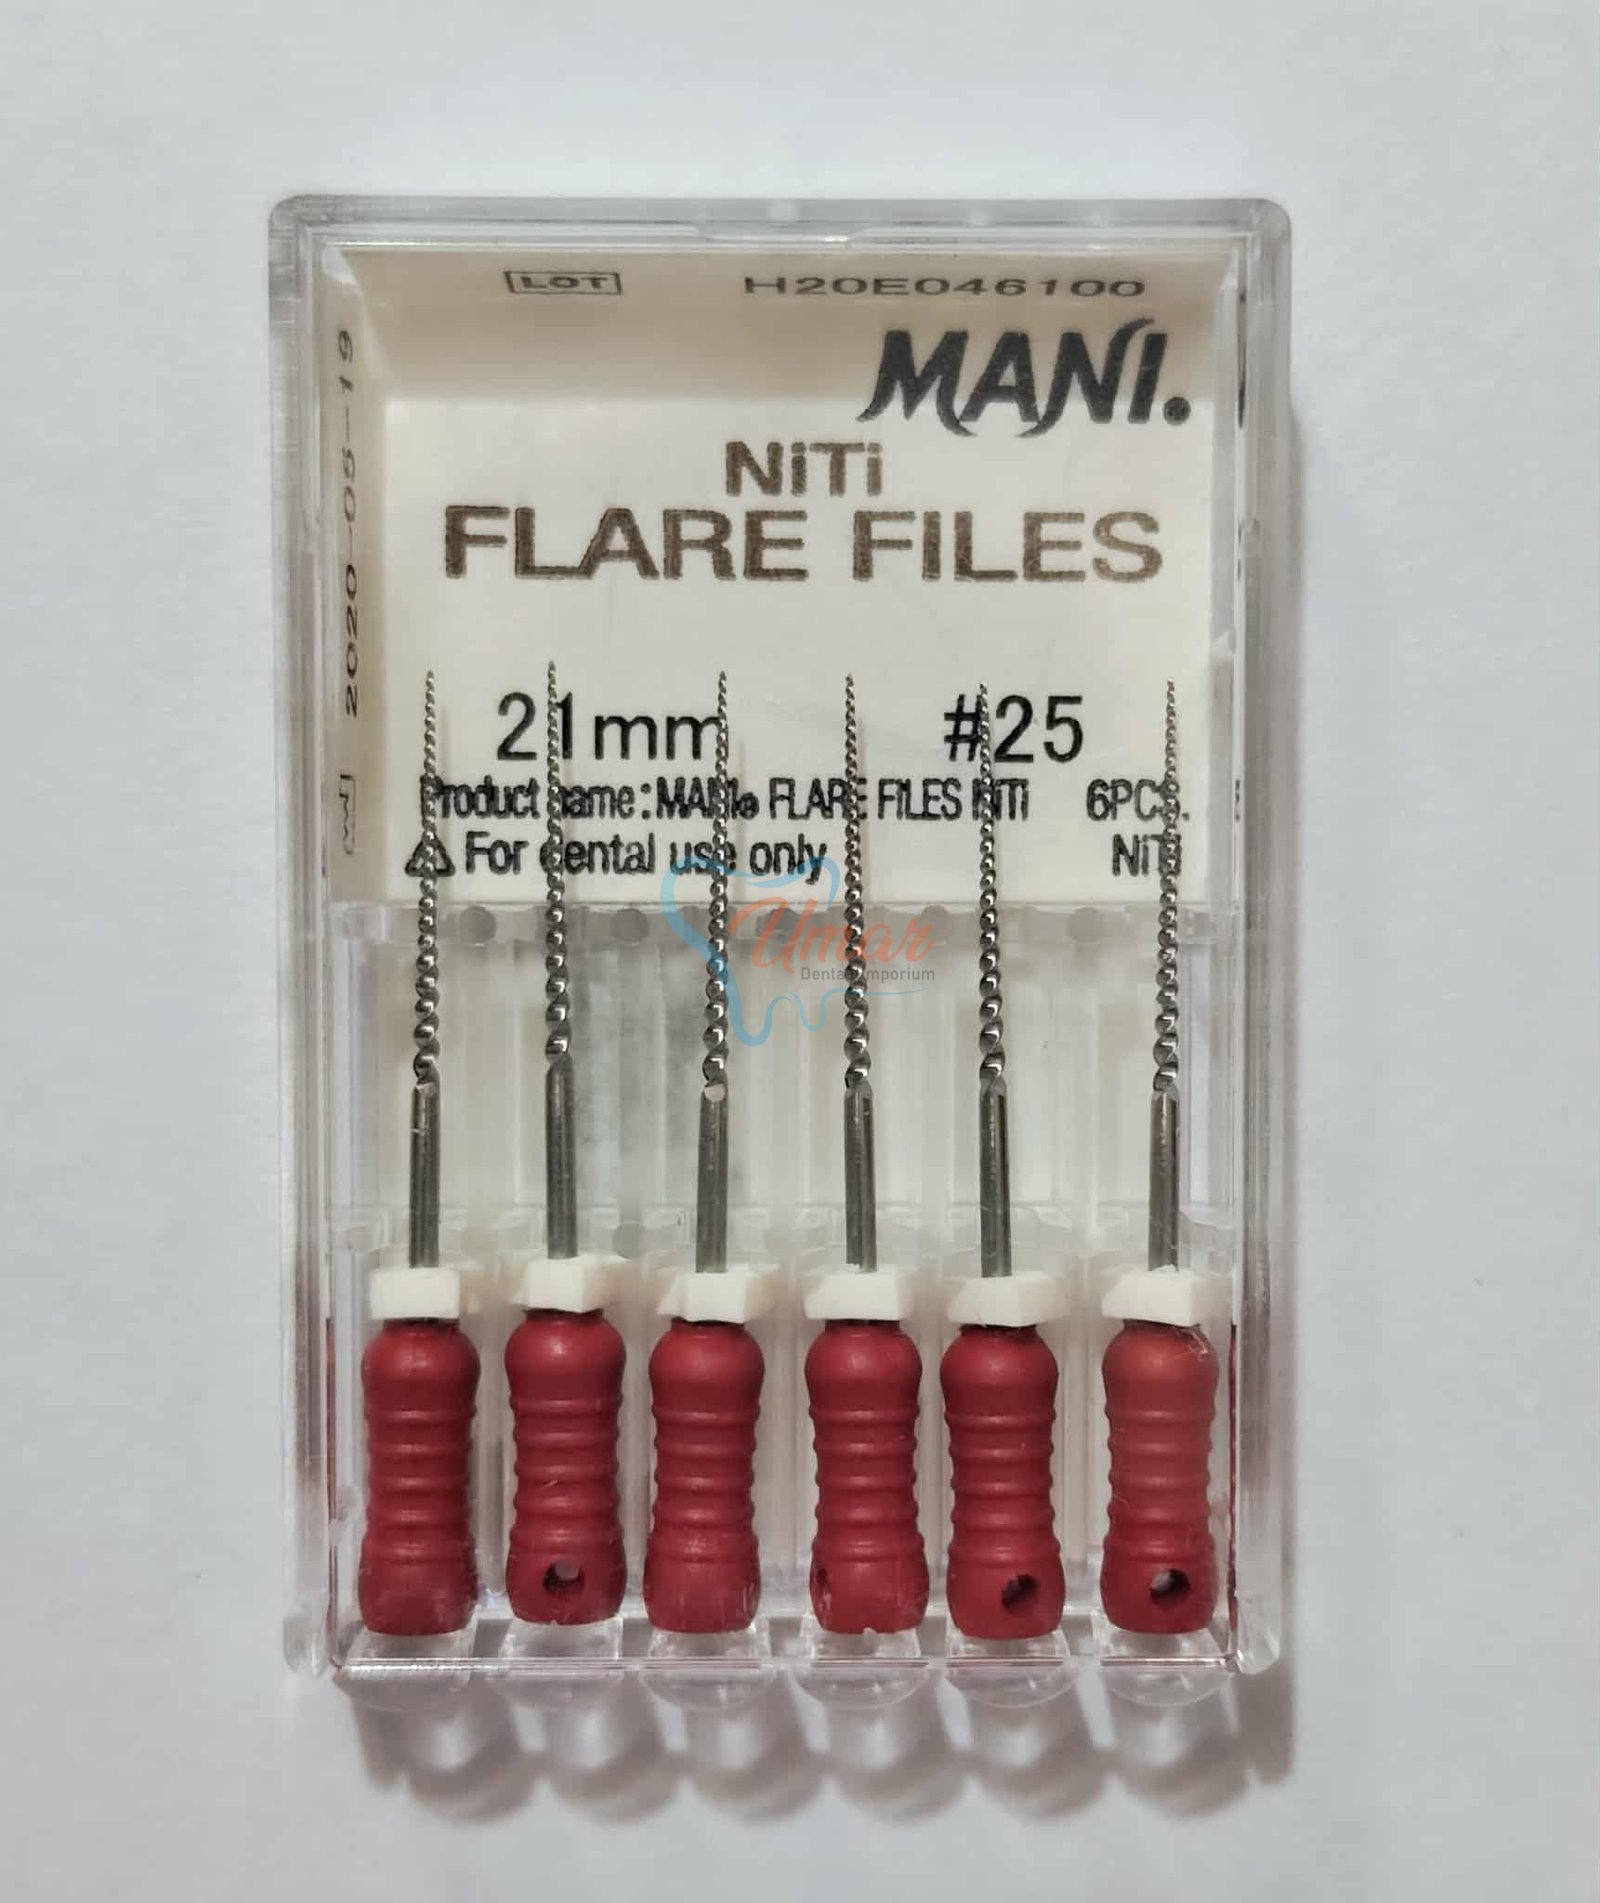 LOT H20E046100
MANI.
NiTi
FLARE FILES
2020-05-19
21mm #25
Product name : MANI® FLARE FILES NiTi 6PCS.
For dental use only NiTi
Umar
Dental Emporium